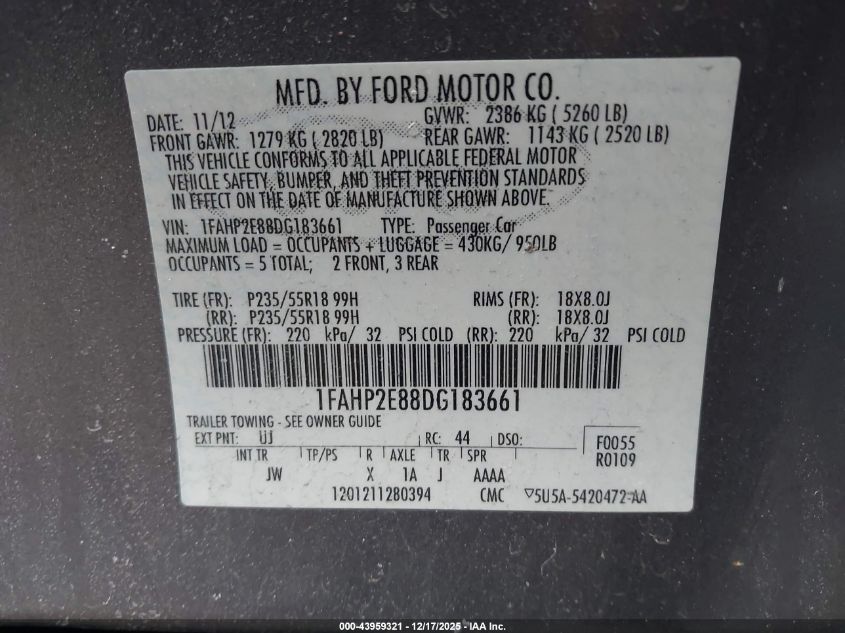 MFD. BY FORD MOTOR CO.
DATE: 11/12 GVWR: 2386 KG ( 5260 LB)
FRONT GAWR: 1279 KG ( 2820 LB) REAR GAWR: 1143 KG ( 2520 LB)
THIS VEHICLE CONFORMS TO ALL APPLICABLE FEDERAL MOTOR
VEHICLE SAFETY, BUMPER, AND THEFT PREVENTION STANDARDS
IN EFFECT ON THE DATE OF MANUFACTURE SHOWN ABOVE.
VIN: 1FAHP2E88DG183661 TYPE: Passenger Car
MAXIMUM LOAD = OCCUPANTS + LUGGAGE = 430KG/ 950LB
OCCUPANTS = 5 TOTAL; 2 FRONT, 3 REAR
TIRE (FR): P235/55R18 99H RIMS (FR): 18X8.0J
(RR): P235/55R18 99H (RR): 18X8.0J
PRESSURE (FR): 220 kPa/ 32 PSI COLD (RR): 220 kPa/ 32 PSI COLD
1FAHP2E88DG183661
TRAILER TOWING - SEE OWNER GUIDE
EXT PNT: UJ RC: 44 DSO: F0055
INT TR TP/PS R AXLE TR SPR R0109
JW X 1A J AAAA
1201211280394 CMC ▽5U5A-5420472-AA
000-43959321 - 12/17/2025 - IAA Inc.